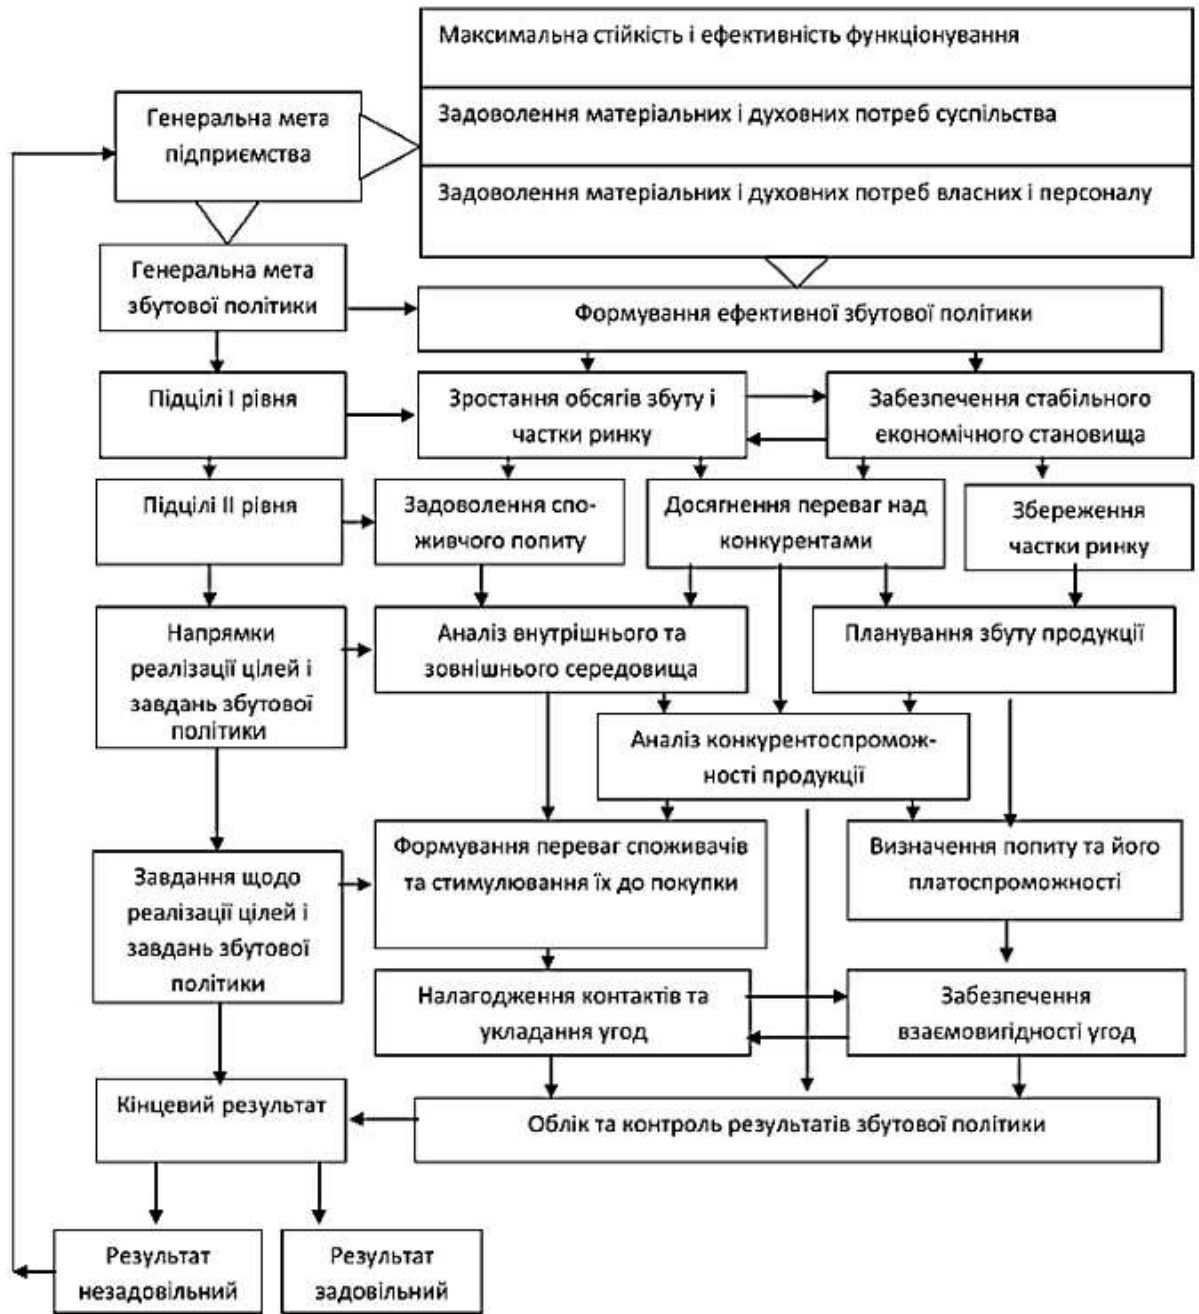 Максимальна стійкість і ефективність функціонування
Генеральна мета
підприємства
Задоволення матеріальних і духовних потреб суспільства
Задоволення матеріальних і духовних потреб власних і персоналу
Генеральна мета
збутової політики
Формування ефективної збутової політики
Підцілі І рівня
Зростання обсягів збуту і
частки ринку
Забезпечення стабільного
економічного становища
Підцілі ІІ рівня
Задоволення спо-
живчого попиту
Досягнення переваг над
конкурентами
Збереження
частки ринку
Напрямки
реалізації цілей і
завдань збутової
політики
Аналіз внутрішнього та
зовнішнього середовища
Планування збуту продукції
Аналіз конкурентоспромож-
ності продукції
Завдання щодо
реалізації цілей і
завдань збутової
політики
Формування переваг споживачів
та стимулювання їх до покупки
Визначення попиту та його
платоспроможності
Налагодження контактів та
укладання угод
Забезпечення
взаємовигідності угод
Кінцевий результат
Облік та контроль результатів збутової політики
Результат
незадовільний
Результат
задовільний